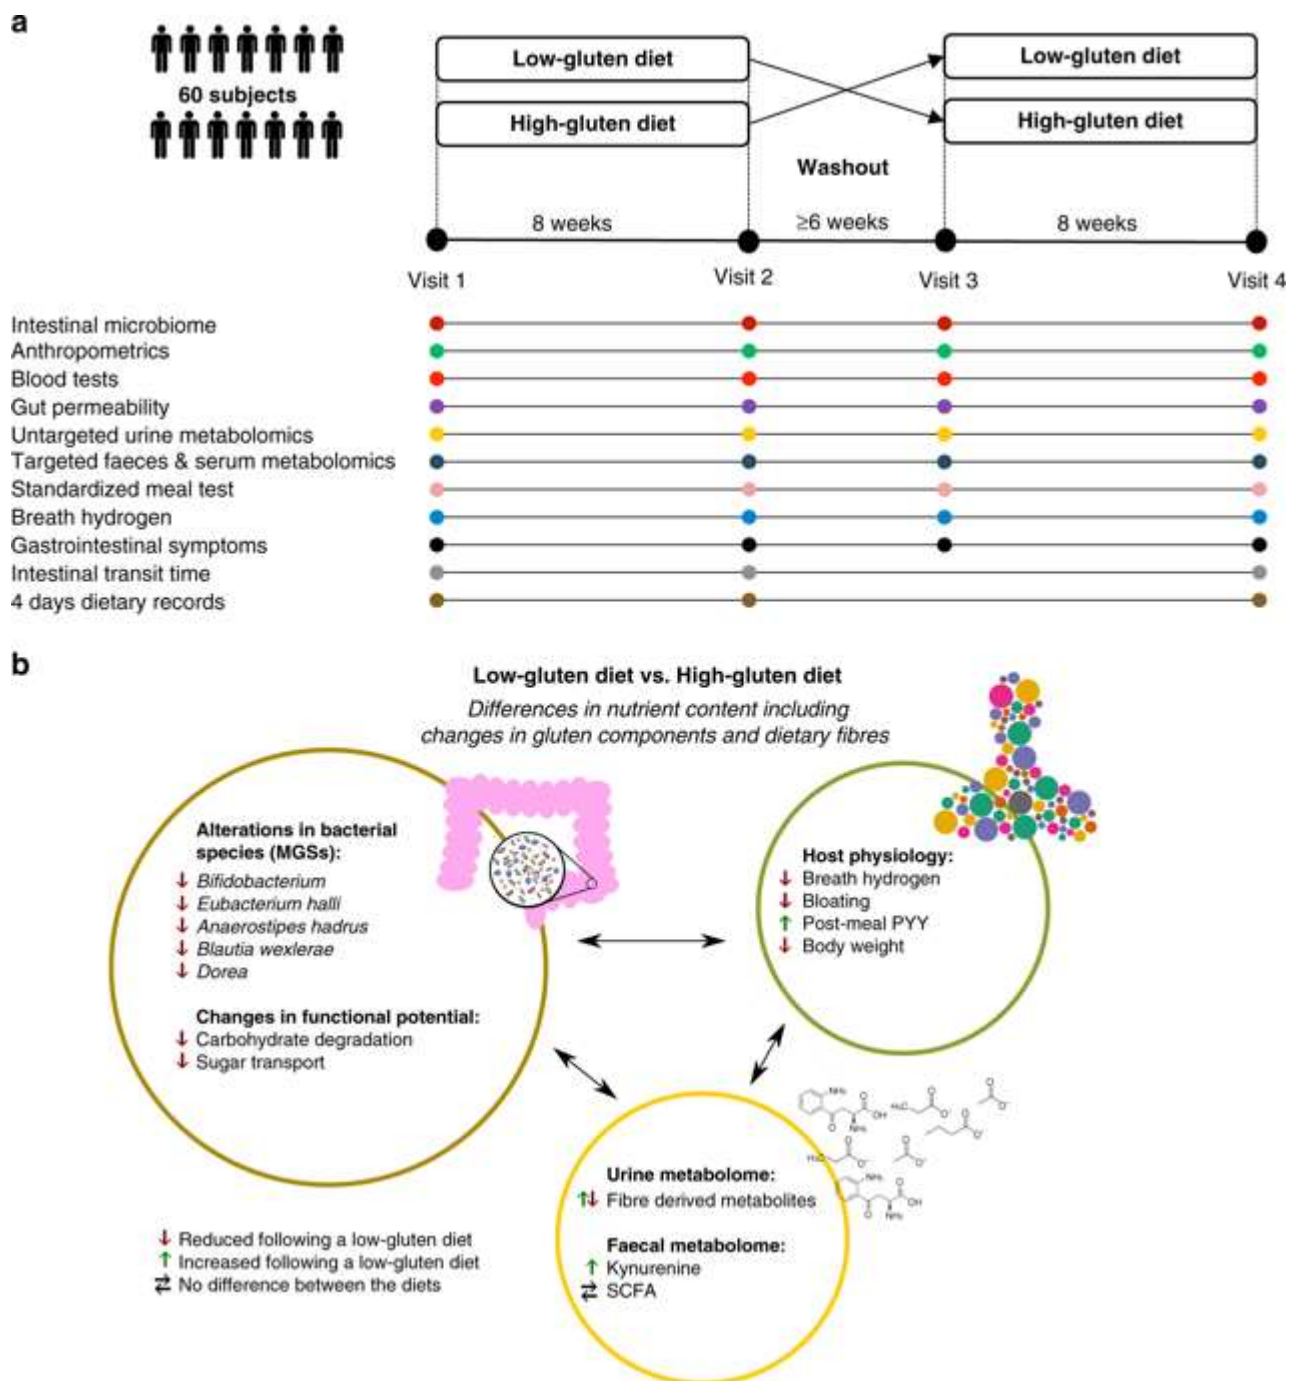 a
60 subjects
Low-gluten diet
High-gluten diet
Low-gluten diet
High-gluten diet
Washout
8 weeks
≥6 weeks
8 weeks
Visit 1
Visit 2
Visit 3
Visit 4
Intestinal microbiome
Anthropometrics
Blood tests
Gut permeability
Untargeted urine metabolomics
Targeted faeces & serum metabolomics
Standardized meal test
Breath hydrogen
Gastrointestinal symptoms
Intestinal transit time
4 days dietary records
b
Low-gluten diet vs. High-gluten diet
Differences in nutrient content including
changes in gluten components and dietary fibres
Alterations in bacterial
species (MGSs):
↓ Bifidobacterium
↓ Eubacterium halli
↓ Anaerostipes hadrus
↓ Blautia wexlerae
↓ Dorea
Changes in functional potential:
↓ Carbohydrate degradation
↓ Sugar transport
Host physiology:
↓ Breath hydrogen
↓ Bloating
↑ Post-meal PYY
↓ Body weight
Urine metabolome:
↑↓ Fibre derived metabolites
Faecal metabolome:
↑ Kynurenine
⇄ SCFA
↓ Reduced following a low-gluten diet
↑ Increased following a low-gluten diet
⇄ No difference between the diets